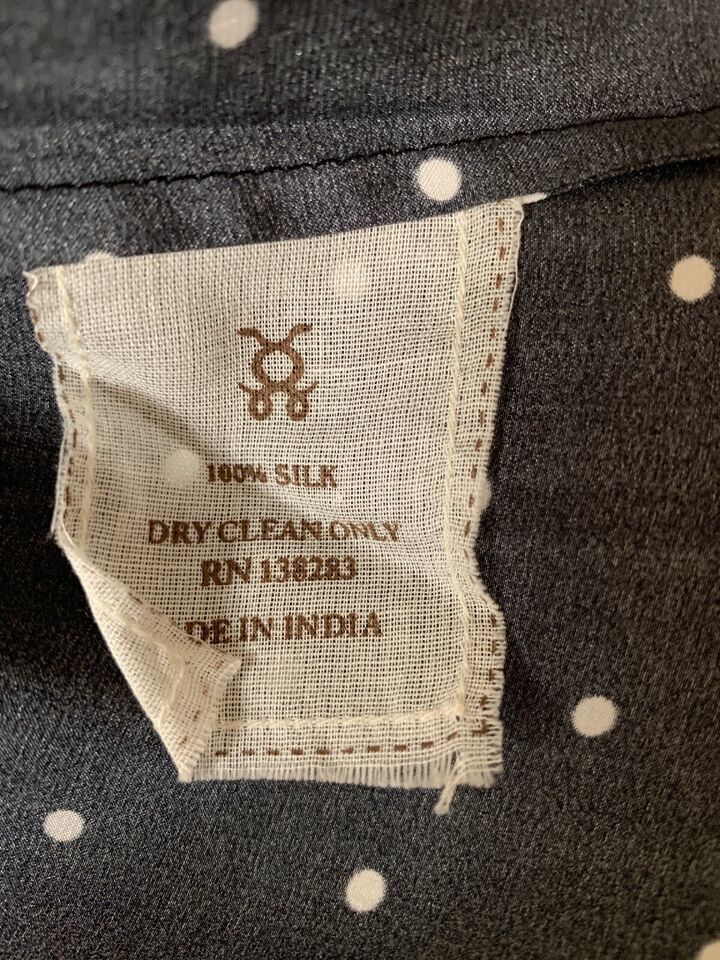 100% SILK
DRY CLEAN ONLY
RN 138283
DE IN INDIA